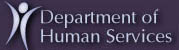 Department of
Human Services